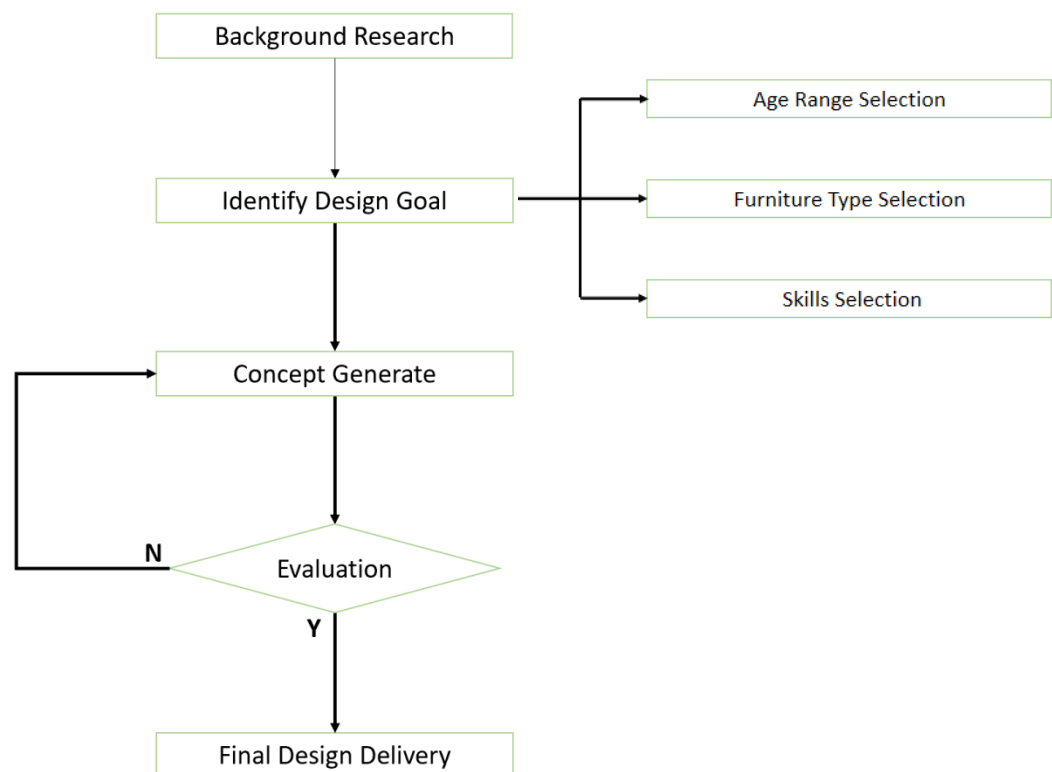 Background Research
Age Range Selection
Identify Design Goal
Furniture Type Selection
Skills Selection
Concept Generate
N
Evaluation
Y
Final Design Delivery